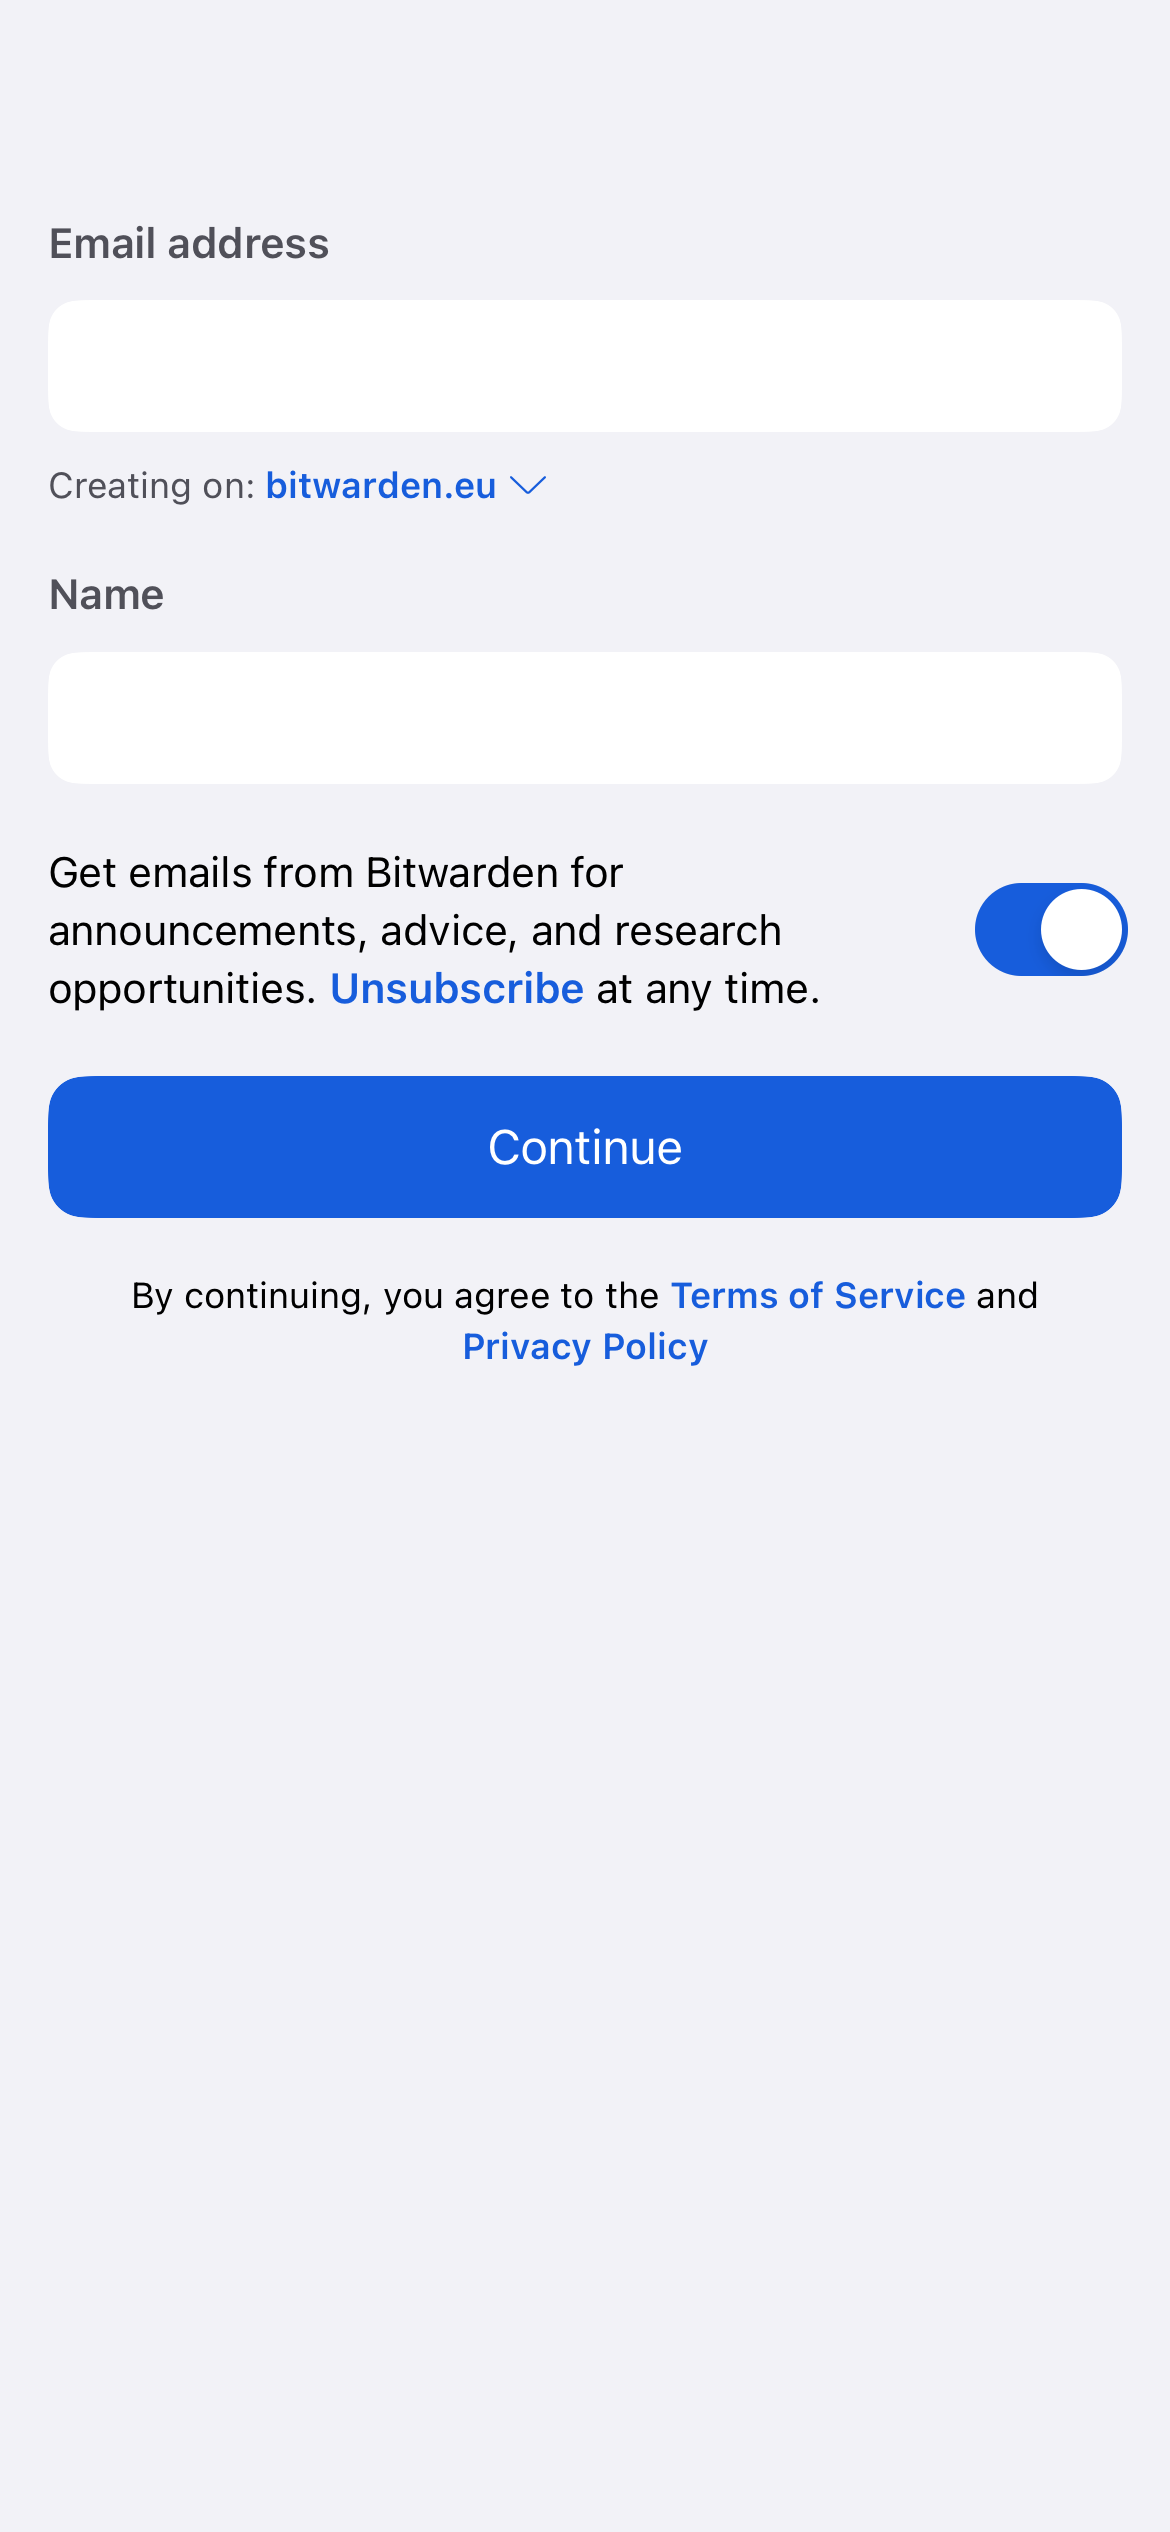 Email address
Creating on: bitwarden.eu
Name
Get emails from Bitwarden for
announcements, advice, and research
opportunities. Unsubscribe at any time.
Continue
By continuing, you agree to the Terms of Service and
Privacy Policy